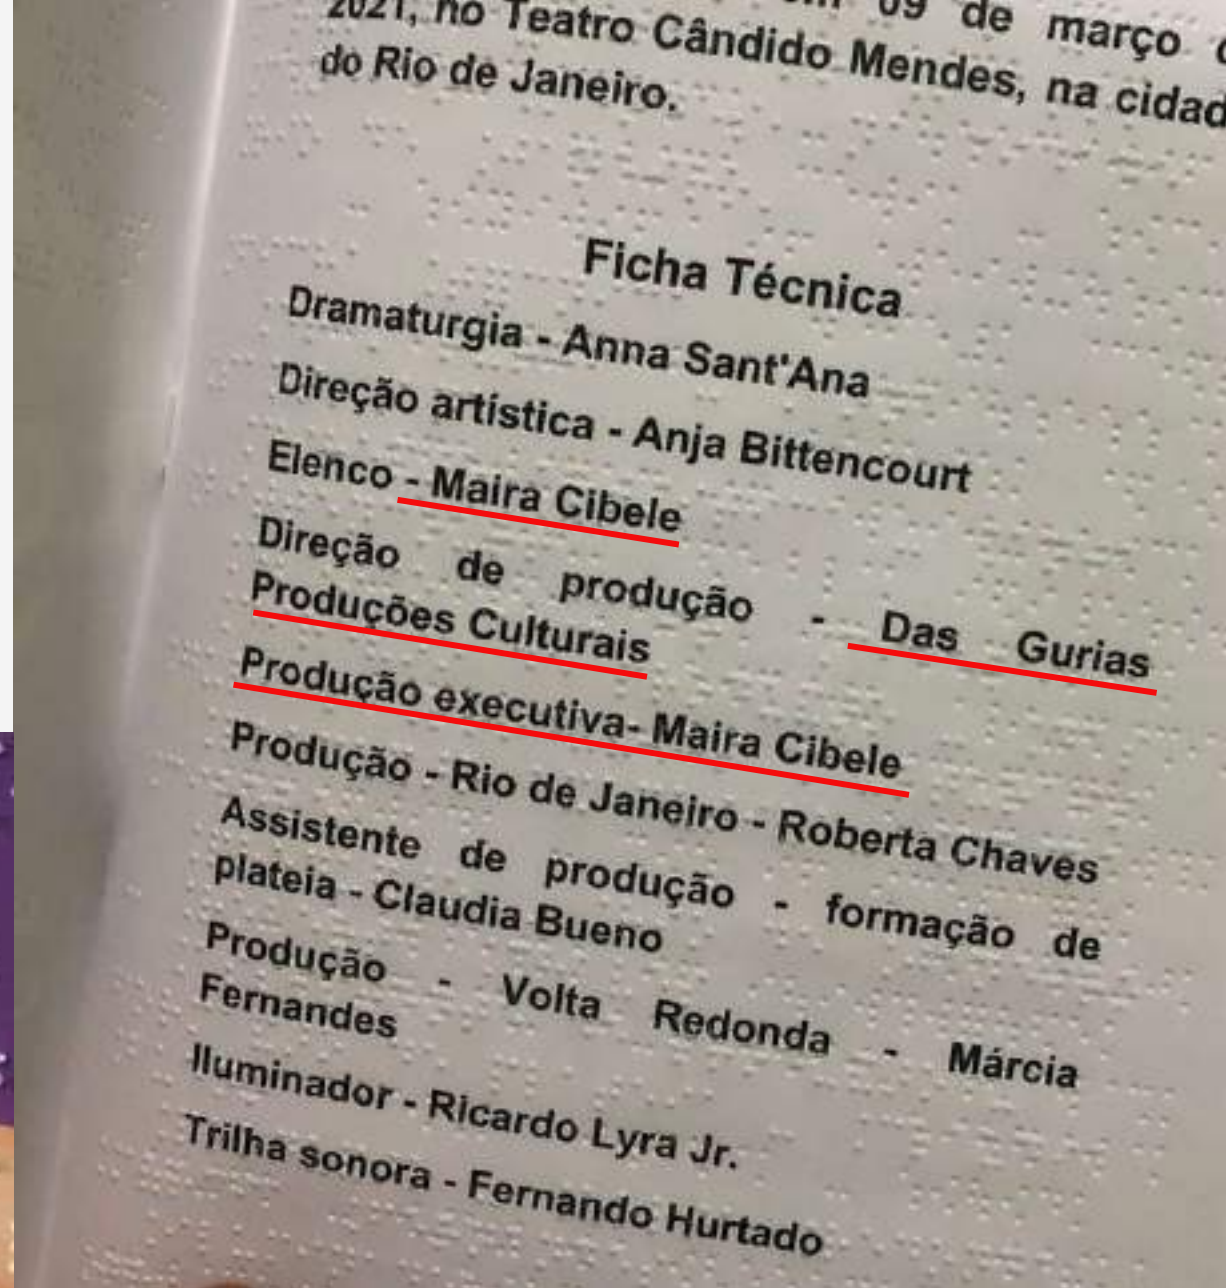 09 de março
2021, no Teatro Cândido Mendes, na cidad
do Rio de Janeiro.
Ficha Técnica
Dramaturgia - Anna Sant'Ana
Direção artística - Anja Bittencourt
Elenco - Maira Cibele
Direção de produção - Das Gurias
Produções Culturais
Produção executiva- Maira Cibele
Produção - Rio de Janeiro - Roberta Chaves
Assistente de produção - formação de
plateia - Claudia Bueno
Produção - Volta Redonda - Márcia
Fernandes
Iluminador - Ricardo Lyra Jr.
Trilha sonora - Fernando Hurtado